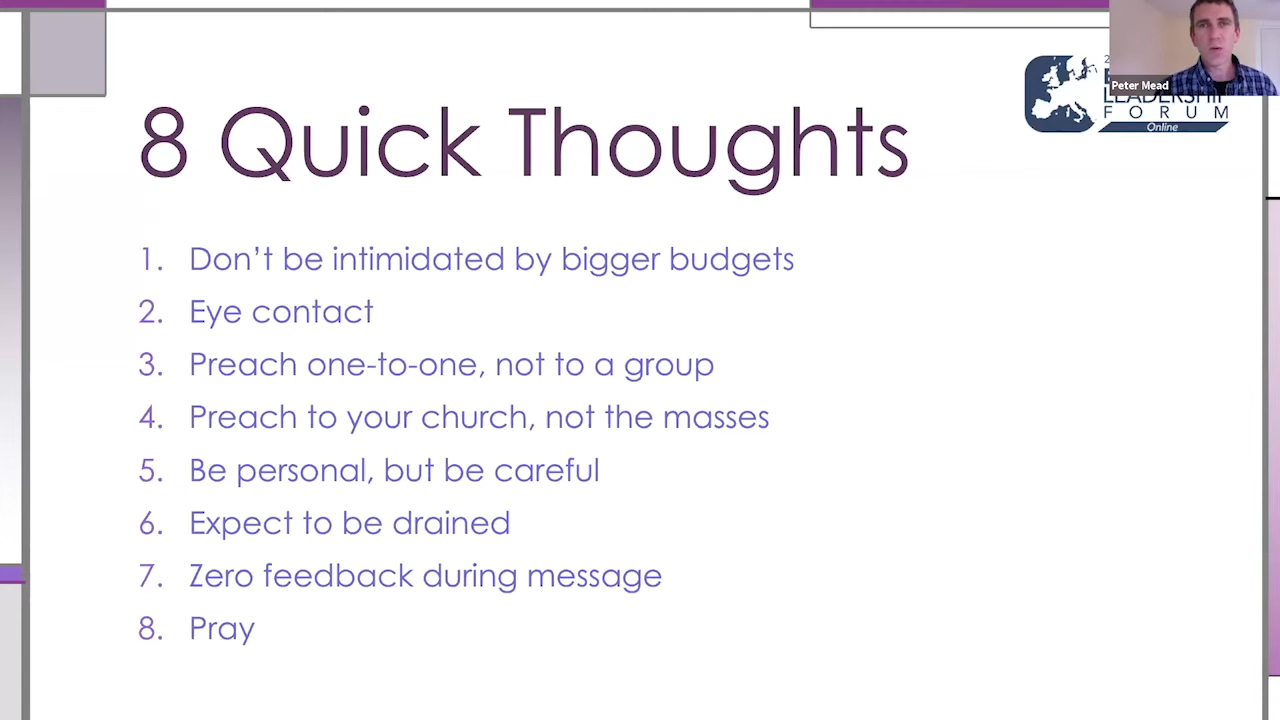 8 Quick Thoughts
1. Don't be intimidated by bigger budgets
2. Eye contact
3. Preach one-to-one, not to a group
4. Preach to your church, not the masses
5. Be personal, but be careful
6. Expect to be drained
7. Zero feedback during message
8. Pray
Peter Mead
LEADERSHIP
FORUM
Online